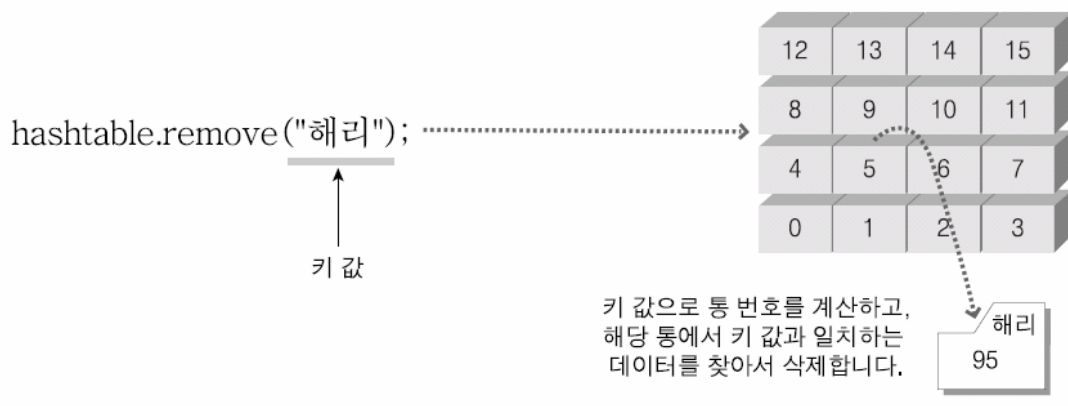 12 13 14 15
8 9 10 11
hashtable.remove("해리");
4 5 6 7
0 1 2 3
키 값
키 값으로 통 번호를 계산하고,
해당 통에서 키 값과 일치하는
데이터를 찾아서 삭제합니다.
해리
95